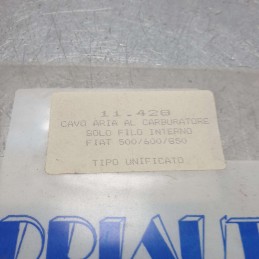 11.428
CAVO ARIA AL CARBURATORE
SOLO FILO INTERNO
FIAT 500/600/850
TIPO UNIFICATO